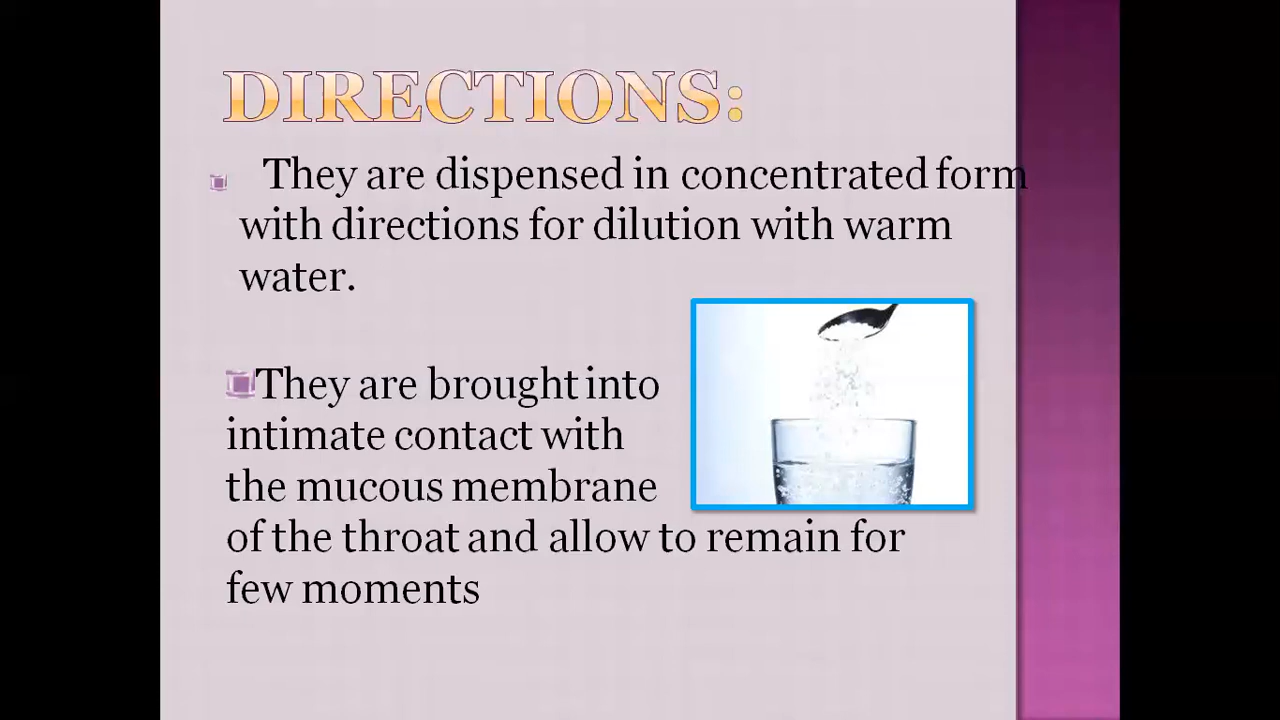 DIRECTIONS:
They are dispensed in concentrated form
with directions for dilution with warm
water.
They are brought into
intimate contact with
the mucous membrane
of the throat and allow to remain for
few moments